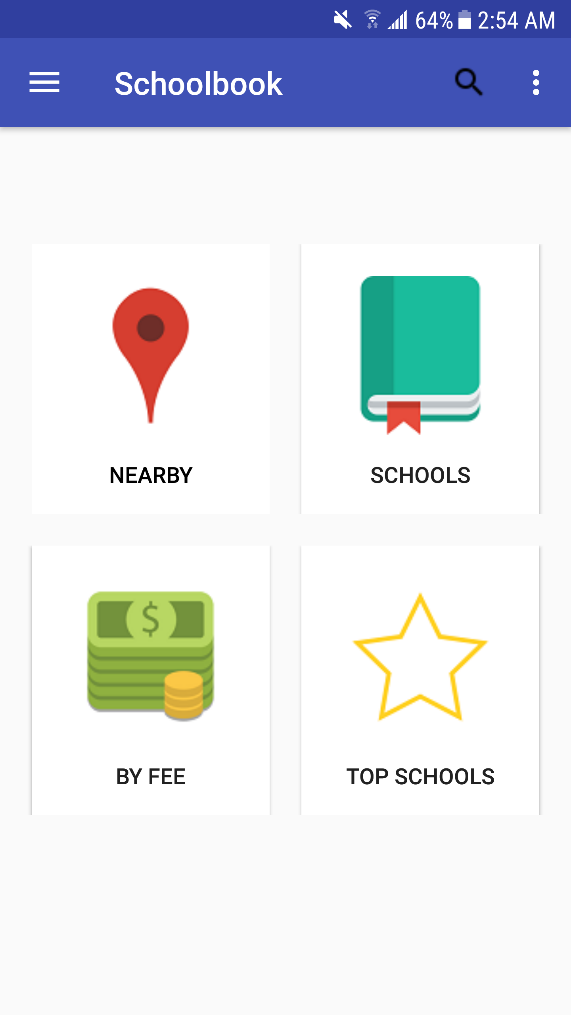 64% 2:54 AM
Schoolbook
NEARBY
SCHOOLS
$
BY FEE
TOP SCHOOLS